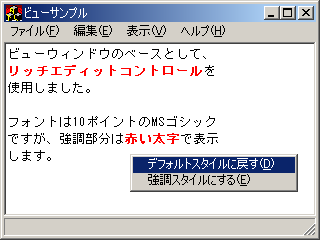 ビューサンプル
ファイル(F) 編集(E) 表示(V) ヘルプ(H)
ビューウィンドウのベースとして、
リッチエディットコントロールを
使用しました。
フォントは10ポイントのMSゴシック
ですが、強調部分は赤い太字で表示
します。
デフォルトスタイルに戻す(D)
強調スタイルにする(E)